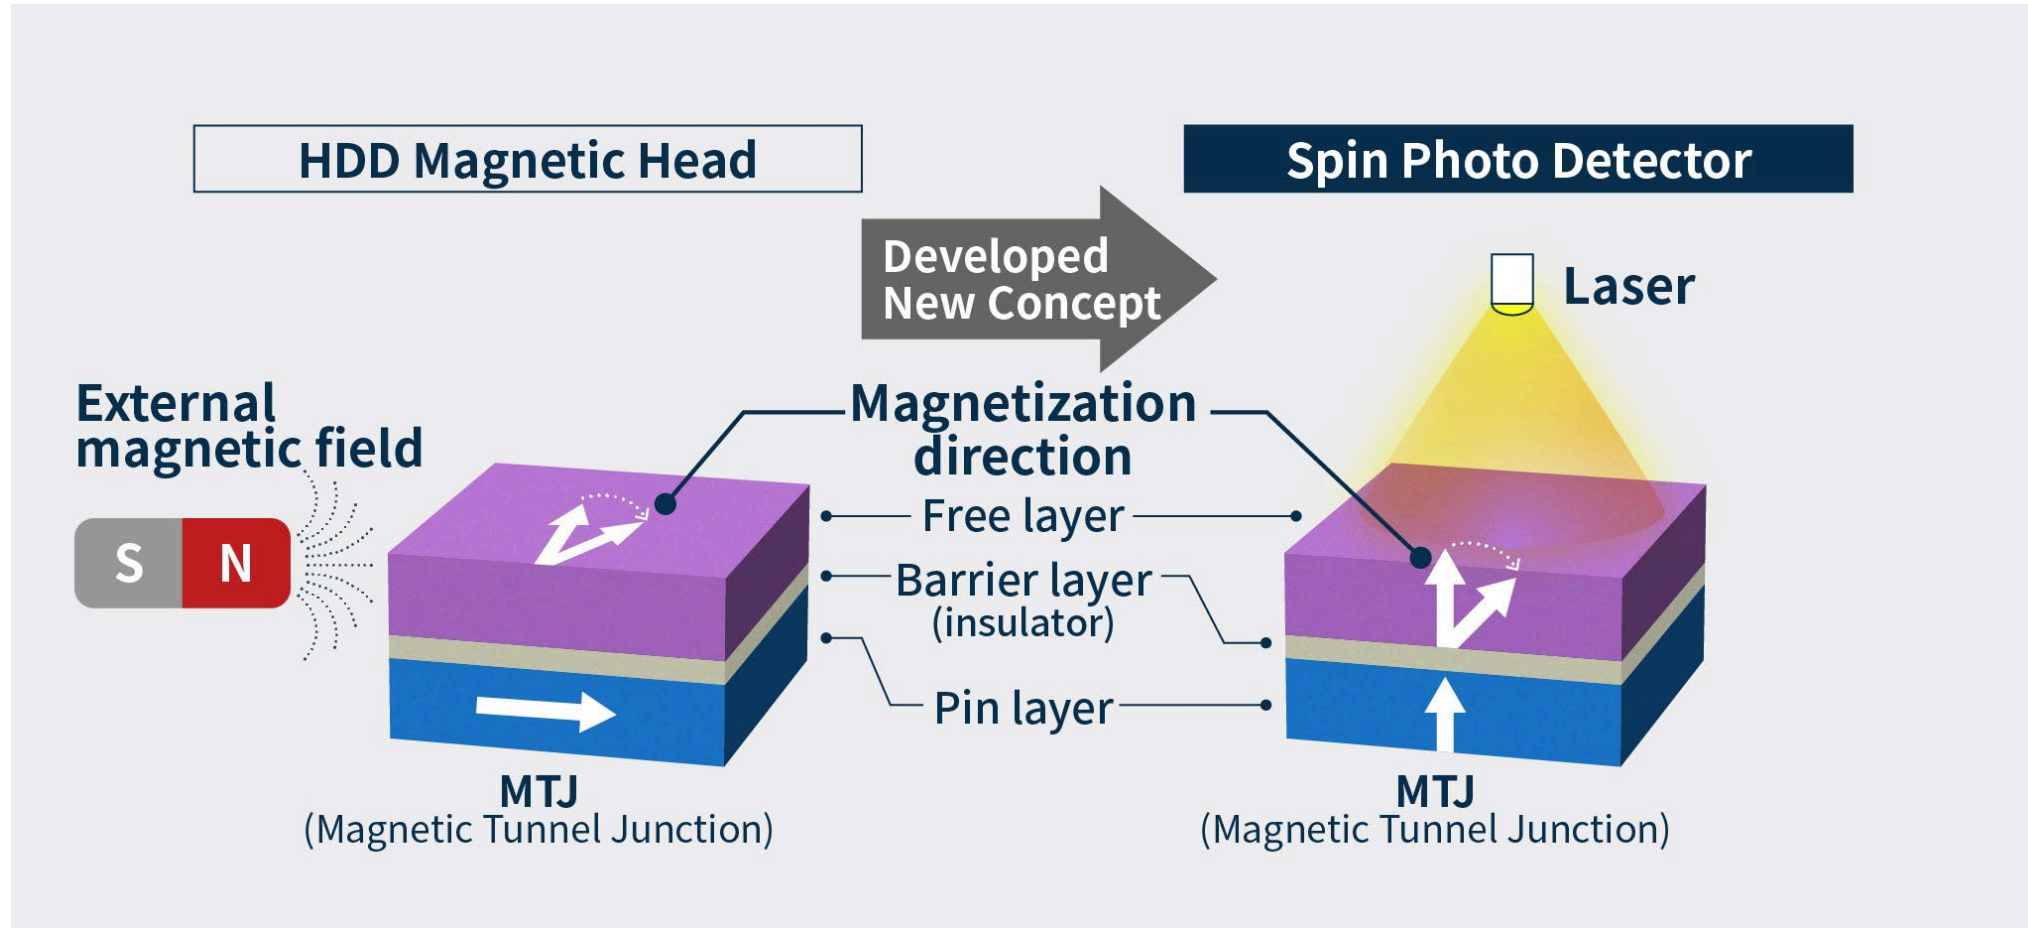 HDD Magnetic Head
Spin Photo Detector
Developed
New Concept
Laser
External
magnetic field
Magnetization
direction
S
N
Free layer
Barrier layer
(insulator)
Pin layer
MTJ
(Magnetic Tunnel Junction)
MTJ
(Magnetic Tunnel Junction)